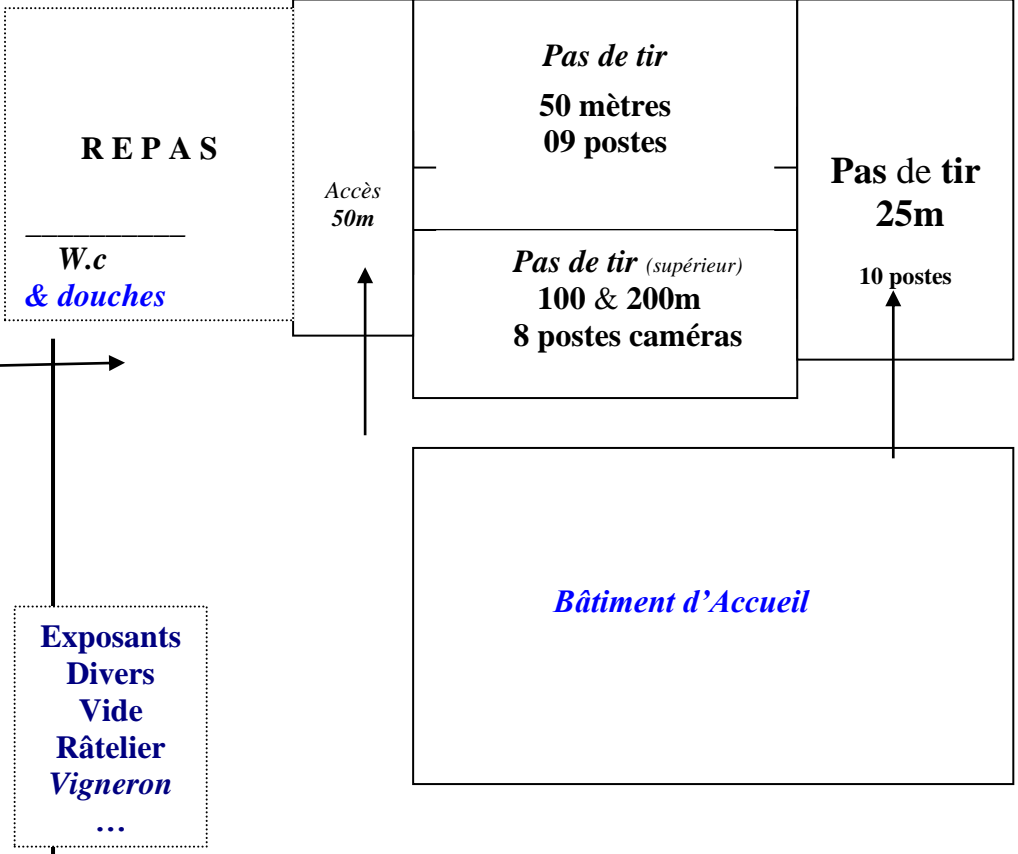 R E P A S
W.c
& douches
Accès
50m
Pas de tir
50 mètres
09 postes
Pas de tir (supérieur)
100 & 200m
8 postes caméras
Pas de tir
25m
10 postes
Bâtiment d’Accueil
Exposants
Divers
Vide
Râtelier
Vigneron
…